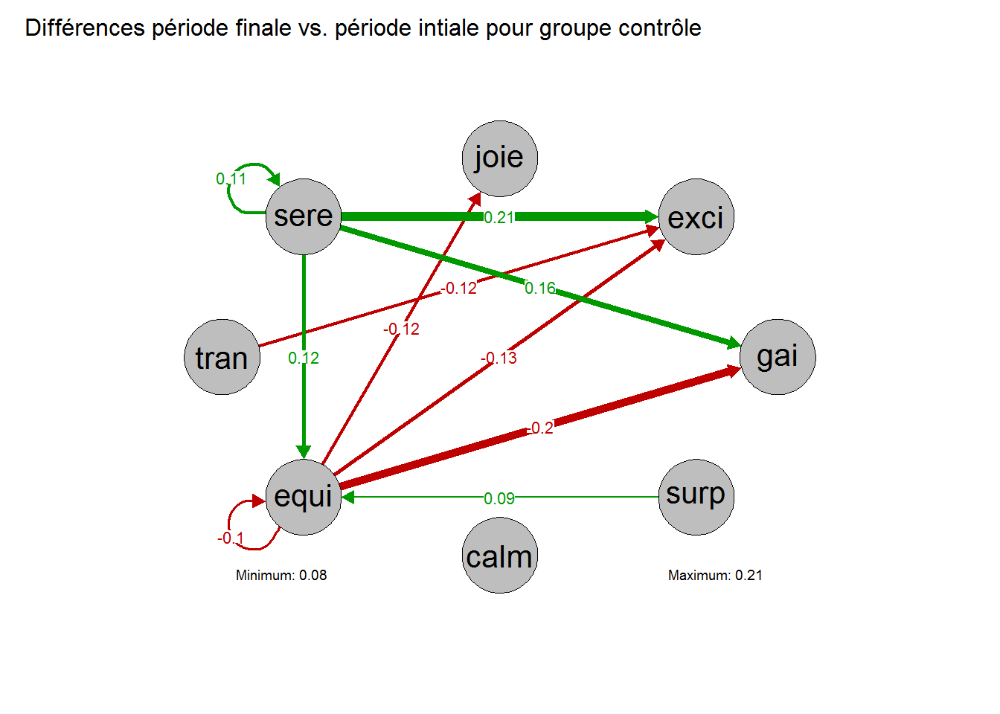 Différences période finale vs. période intiale pour groupe contrôle
joie
0.11
sere
0.21
exci
-0.12
0.16
-0.12
tran
0.12
-0.13
gai
-0.2
equi
0.09
surp
-0.1
calm
Minimum: 0.08
Maximum: 0.21